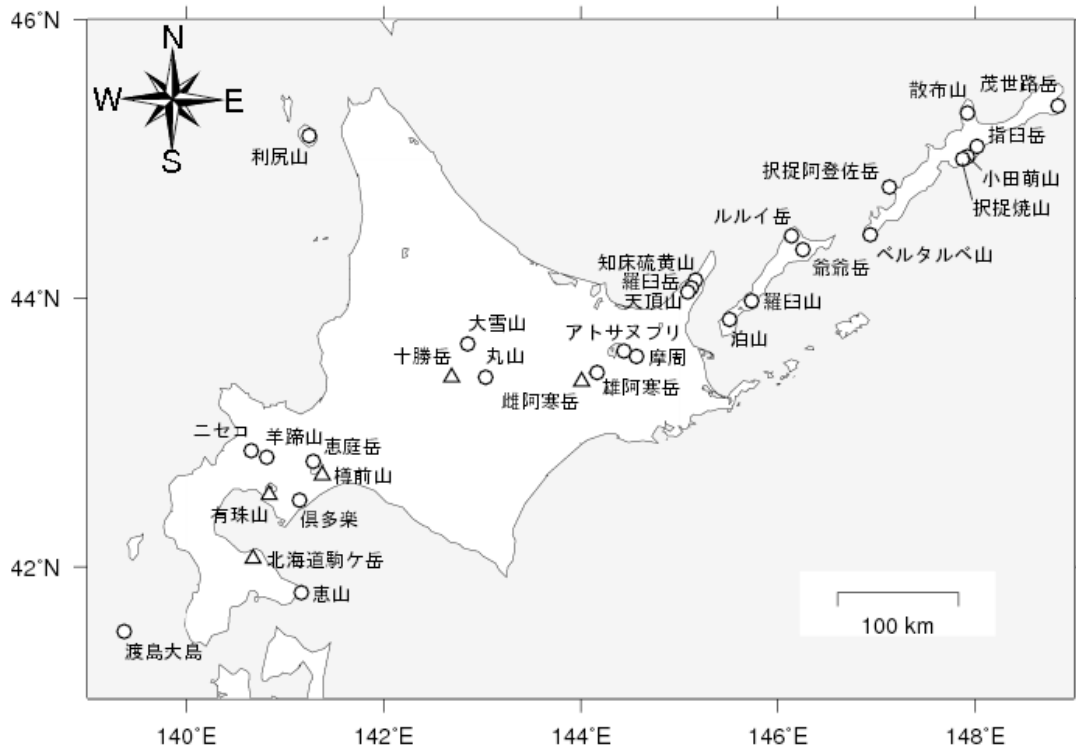 46°N
N
W
E
S
散布山
茂世路岳
利尻山
指臼岳
小田萌山
択捉焼山
択捉阿登佐岳
ルルイ岳
ベルタルベ山
爺爺岳
知床硫黄山
羅臼岳
天頂山
44°N
羅臼山
泊山
大雪山
アトサヌプリ
十勝岳
丸山
摩周
雌阿寒岳
雄阿寒岳
ニセコ
羊蹄山
恵庭岳
樽前山
有珠山
倶多楽
42°N
北海道駒ケ岳
恵山
100 km
渡島大島
140°E
142°E
144°E
146°E
148°E